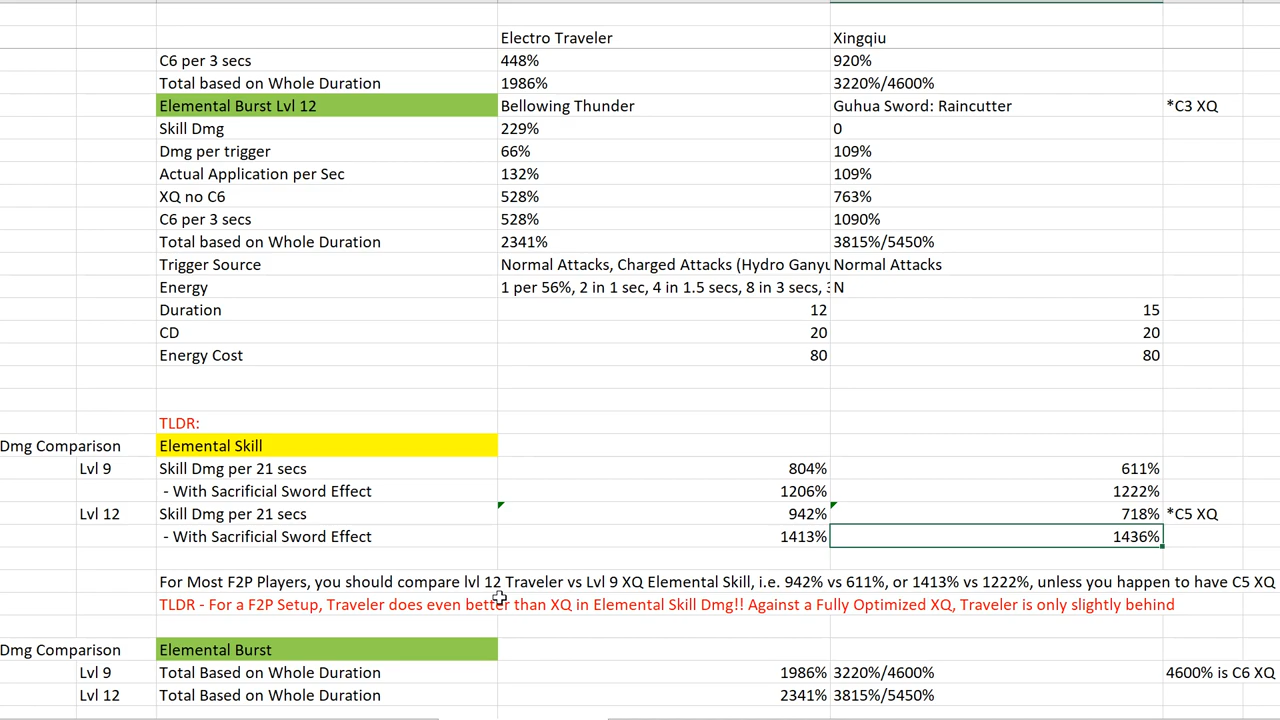 Electro Traveler Xingqiu
C6 per 3 secs 448% 920%
Total based on Whole Duration 1986% 3220%/4600%
Elemental Burst Lvl 12 Bellowing Thunder Guhua Sword: Raincutter *C3 XQ
Skill Dmg 229% 0
Dmg per trigger 66% 109%
Actual Application per Sec 132% 109%
XQ no C6 528% 763%
C6 per 3 secs 528% 1090%
Total based on Whole Duration 2341% 3815%/5450%
Trigger Source Normal Attacks, Charged Attacks (Hydro Ganyu Normal Attacks
Energy 1 per 56%, 2 in 1 sec, 4 in 1.5 secs, 8 in 3 secs, N
Duration 12 15
CD 20 20
Energy Cost 80 80
TLDR:
Dmg Comparison Elemental Skill
Lvl 9 Skill Dmg per 21 secs 804% 611%
- With Sacrificial Sword Effect 1206% 1222%
Lvl 12 Skill Dmg per 21 secs 942% 718% *C5 XQ
- With Sacrificial Sword Effect 1413% 1436%
For Most F2P Players, you should compare lvl 12 Traveler vs Lvl 9 XQ Elemental Skill, i.e. 942% vs 611%, or 1413% vs 1222%, unless you happen to have C5 XQ
TLDR - For a F2P Setup, Traveler does even better than XQ in Elemental Skill Dmg!! Against a Fully Optimized XQ, Traveler is only slightly behind
Dmg Comparison Elemental Burst
Lvl 9 Total Based on Whole Duration 1986% 3220%/4600% 4600% is C6 XQ
Lvl 12 Total Based on Whole Duration 2341% 3815%/5450%